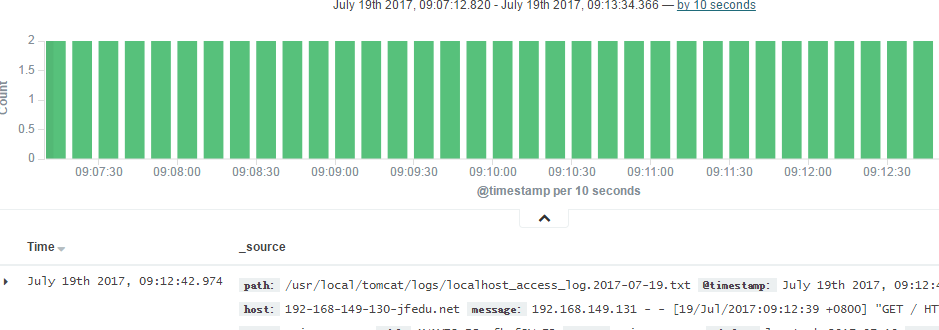 July 19th 2017, 09:07:12.820 - July 19th 2017, 09:13:34.366 — by 10 seconds
2
1.5
1
0.5
0
Count
09:07:30 09:08:00 09:08:30 09:09:00 09:09:30 09:10:00 09:10:30 09:11:00 09:11:30 09:12:00 09:12:30
@timestamp per 10 seconds
Time _source
July 19th 2017, 09:12:42.974 path: /usr/local/tomcat/logs/localhost_access_log.2017-07-19.txt @timestamp: July 19th 2017, 09:12:4
host: 192-168-149-130-jfedu.net message: 192.168.149.131 - - [19/Jul/2017:09:12:39 +0800] "GET / HT